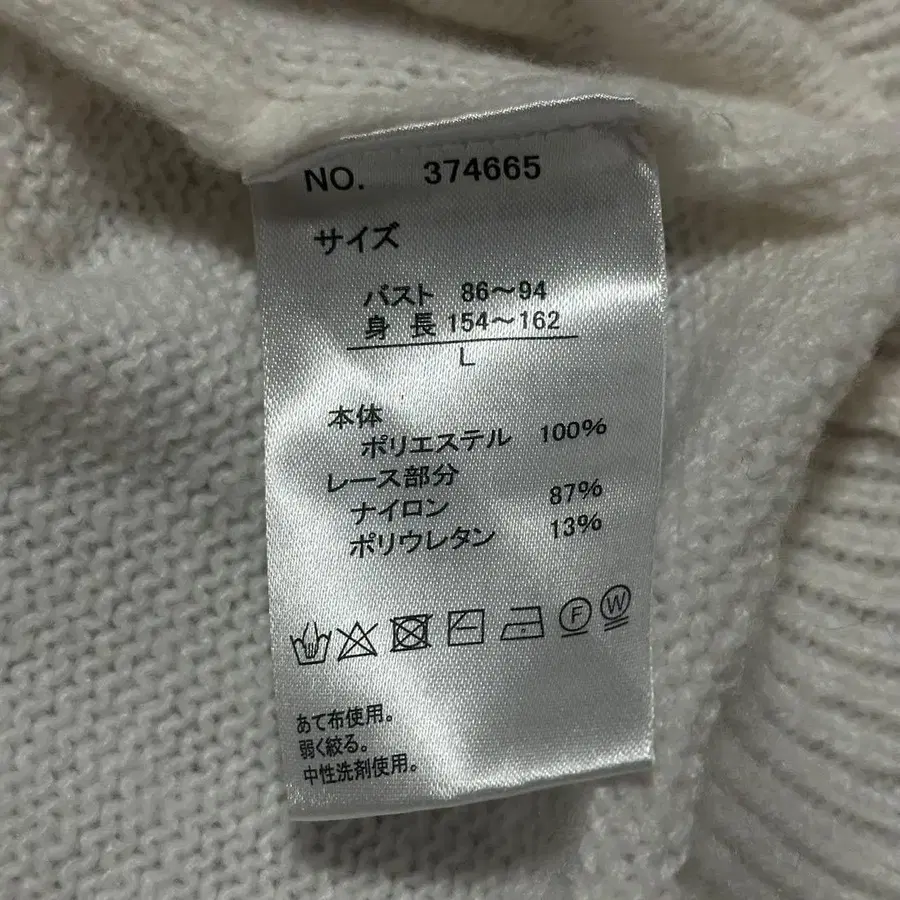 NO. 374665
サイズ
バスト 86～94
身 長 154～162
L
本体
ポリエステル 100%
レース部分
ナイロン 87%
ポリウレタン 13%
F W
あて布使用。
弱く絞る。
中性洗剤使用。